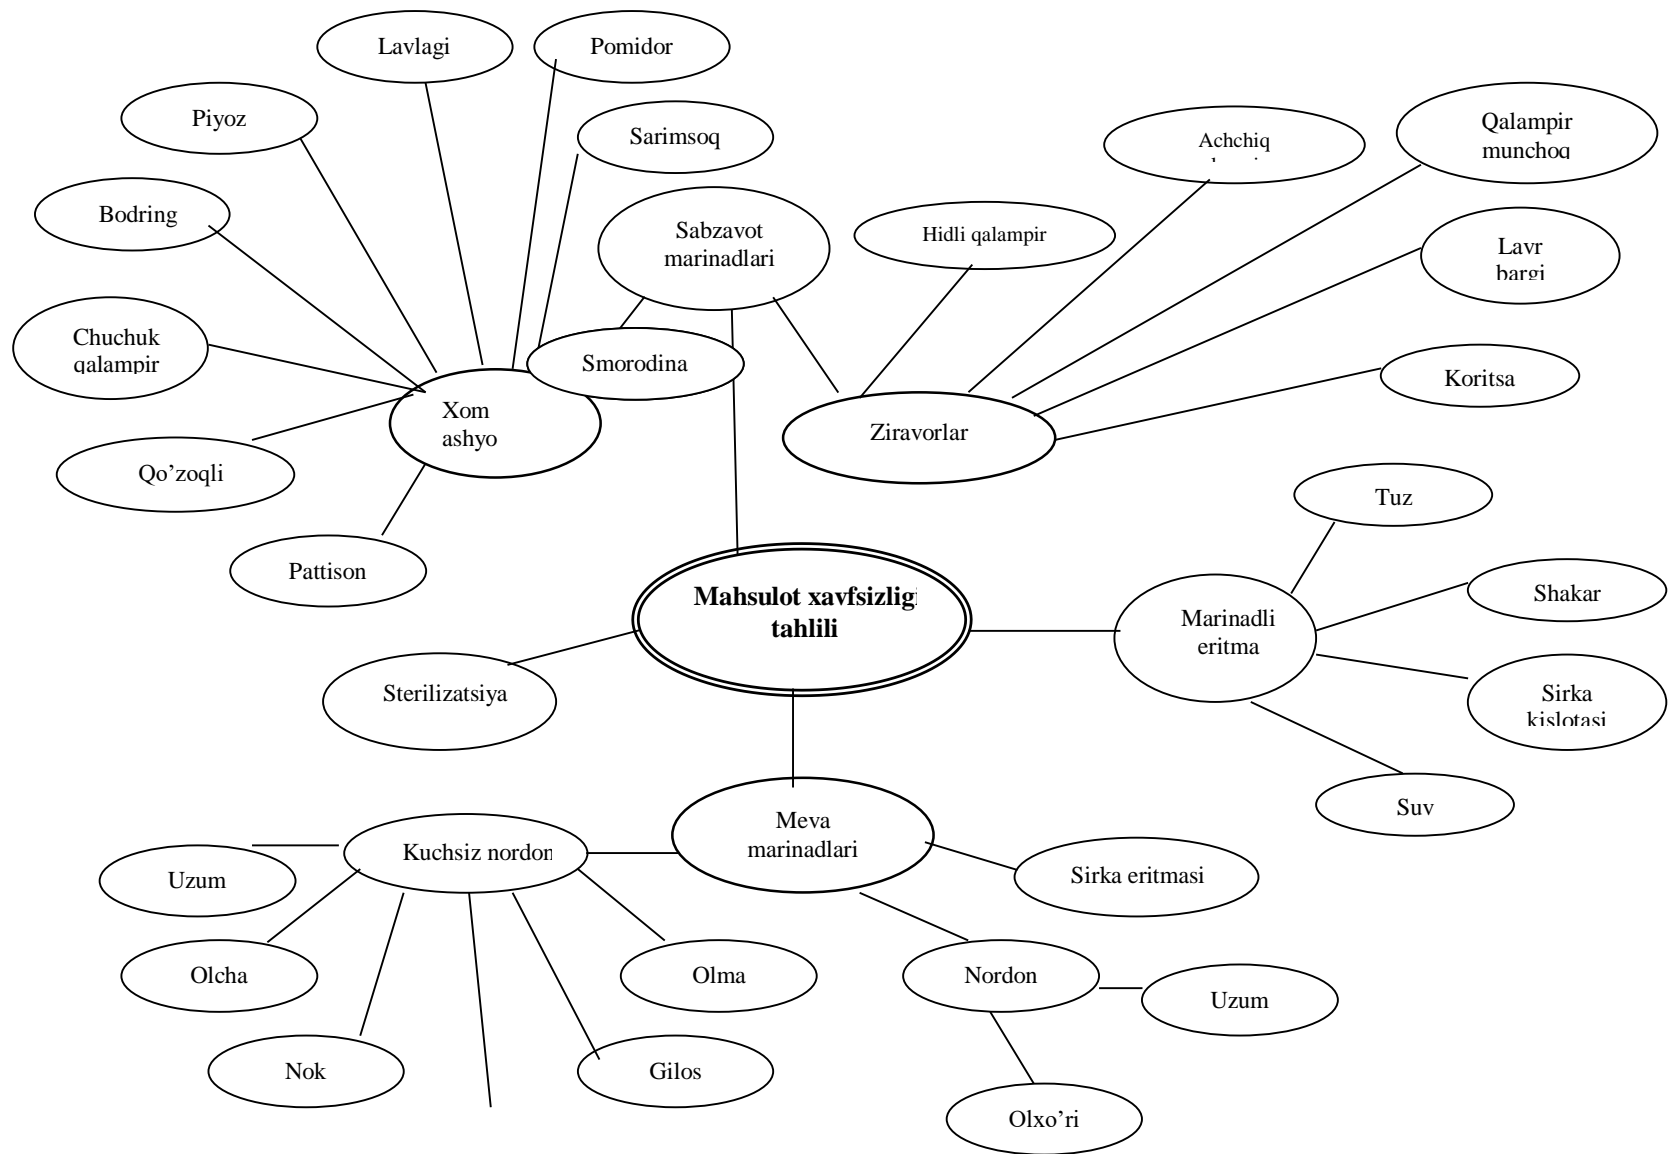 Lavlagi
Pomidor
Piyoz
Sarimsoq
Achchiq
Qalampir
munchoq
Bodring
Sabzavot
marinadlari
Hidli qalampir
Lavr
bargi
Chuchuk
qalampir
Smorodina
Koritsa
Xom
ashyo
Ziravorlar
Qo’zoqli
Tuz
Pattison
Mahsulot xavfsizligi
tahlili
Marinadli
eritma
Shakar
Sterilizatsiya
Sirka
kislotasi
Suv
Meva
marinadlari
Kuchsiz nordon
Uzum
Sirka eritmasi
Olcha
Olma
Nordon
Uzum
Nok
Gilos
Olxo’ri